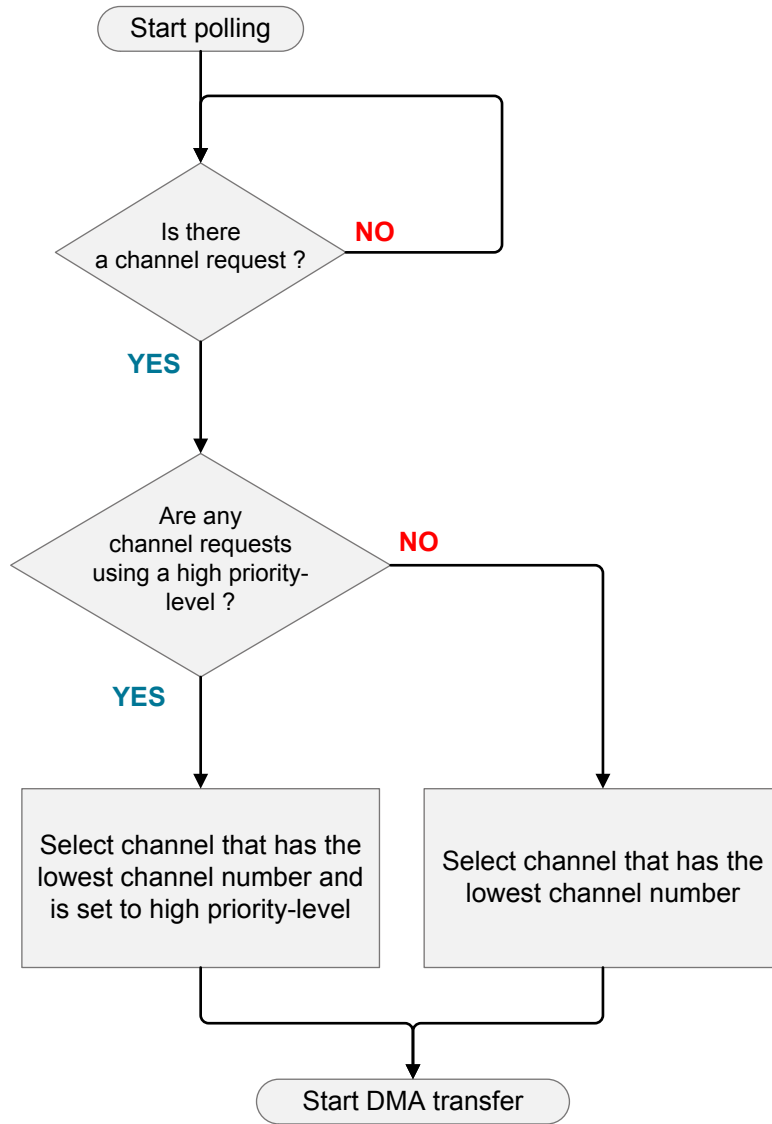 Start polling
Is there
a channel request ?
NO
YES
Are any
channel requests
using a high priority-
level ?
NO
YES
Select channel that has the
lowest channel number and
is set to high priority-level
Select channel that has the
lowest channel number
Start DMA transfer